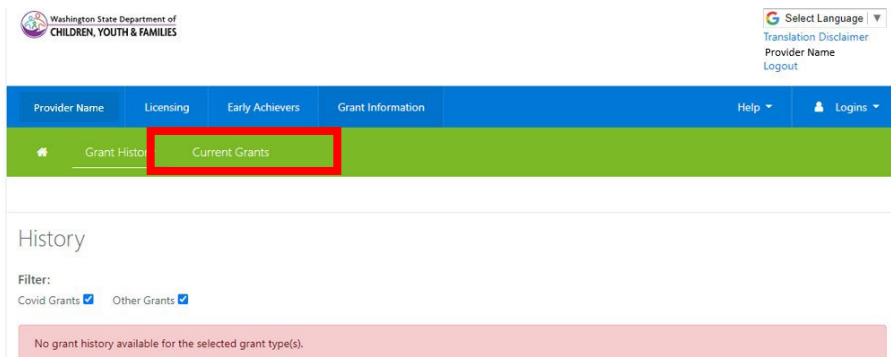 Washington State Department of
CHILDREN, YOUTH & FAMILIES
G Select Language ▼
Translation Disclaimer
Provider Name
Logout
Provider Name Licensing Early Achievers Grant Information Help Logins
Grant History Current Grants
History
Filter:
Covid Grants Other Grants
No grant history available for the selected grant type(s).